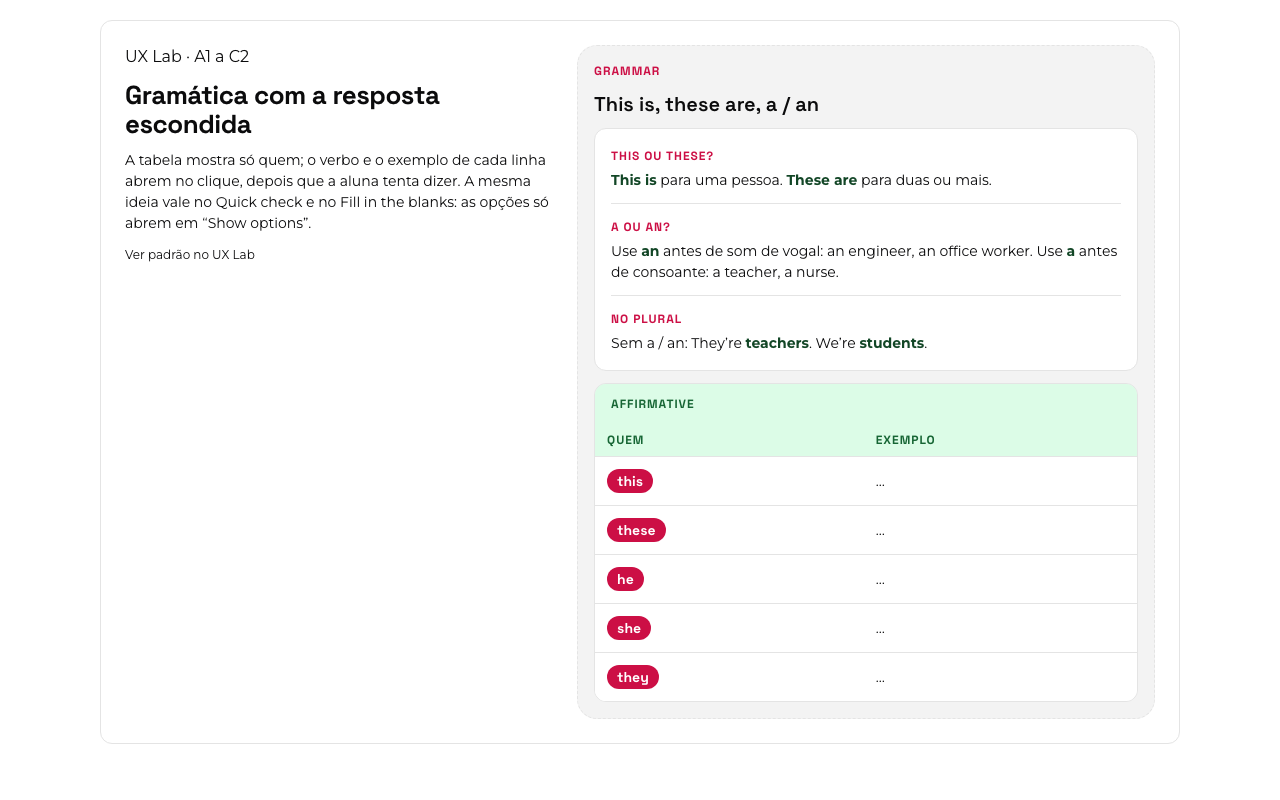 UX Lab · A1 a C2
Gramática com a resposta
escondida
A tabela mostra só quem; o verbo e o exemplo de cada linha
abrem no clique, depois que a aluna tenta dizer. A mesma
ideia vale no Quick check e no Fill in the blanks: as opções só
abrem em “Show options”.
Ver padrão no UX Lab
GRAMMAR
This is, these are, a / an
THIS OU THESE?
This is para uma pessoa. These are para duas ou mais.
A OU AN?
Use an antes de som de vogal: an engineer, an office worker. Use a antes
de consoante: a teacher, a nurse.
NO PLURAL
Sem a / an: They’re teachers. We’re students.
AFFIRMATIVE
QUEM EXEMPLO
this ...
these ...
he ...
she ...
they ...